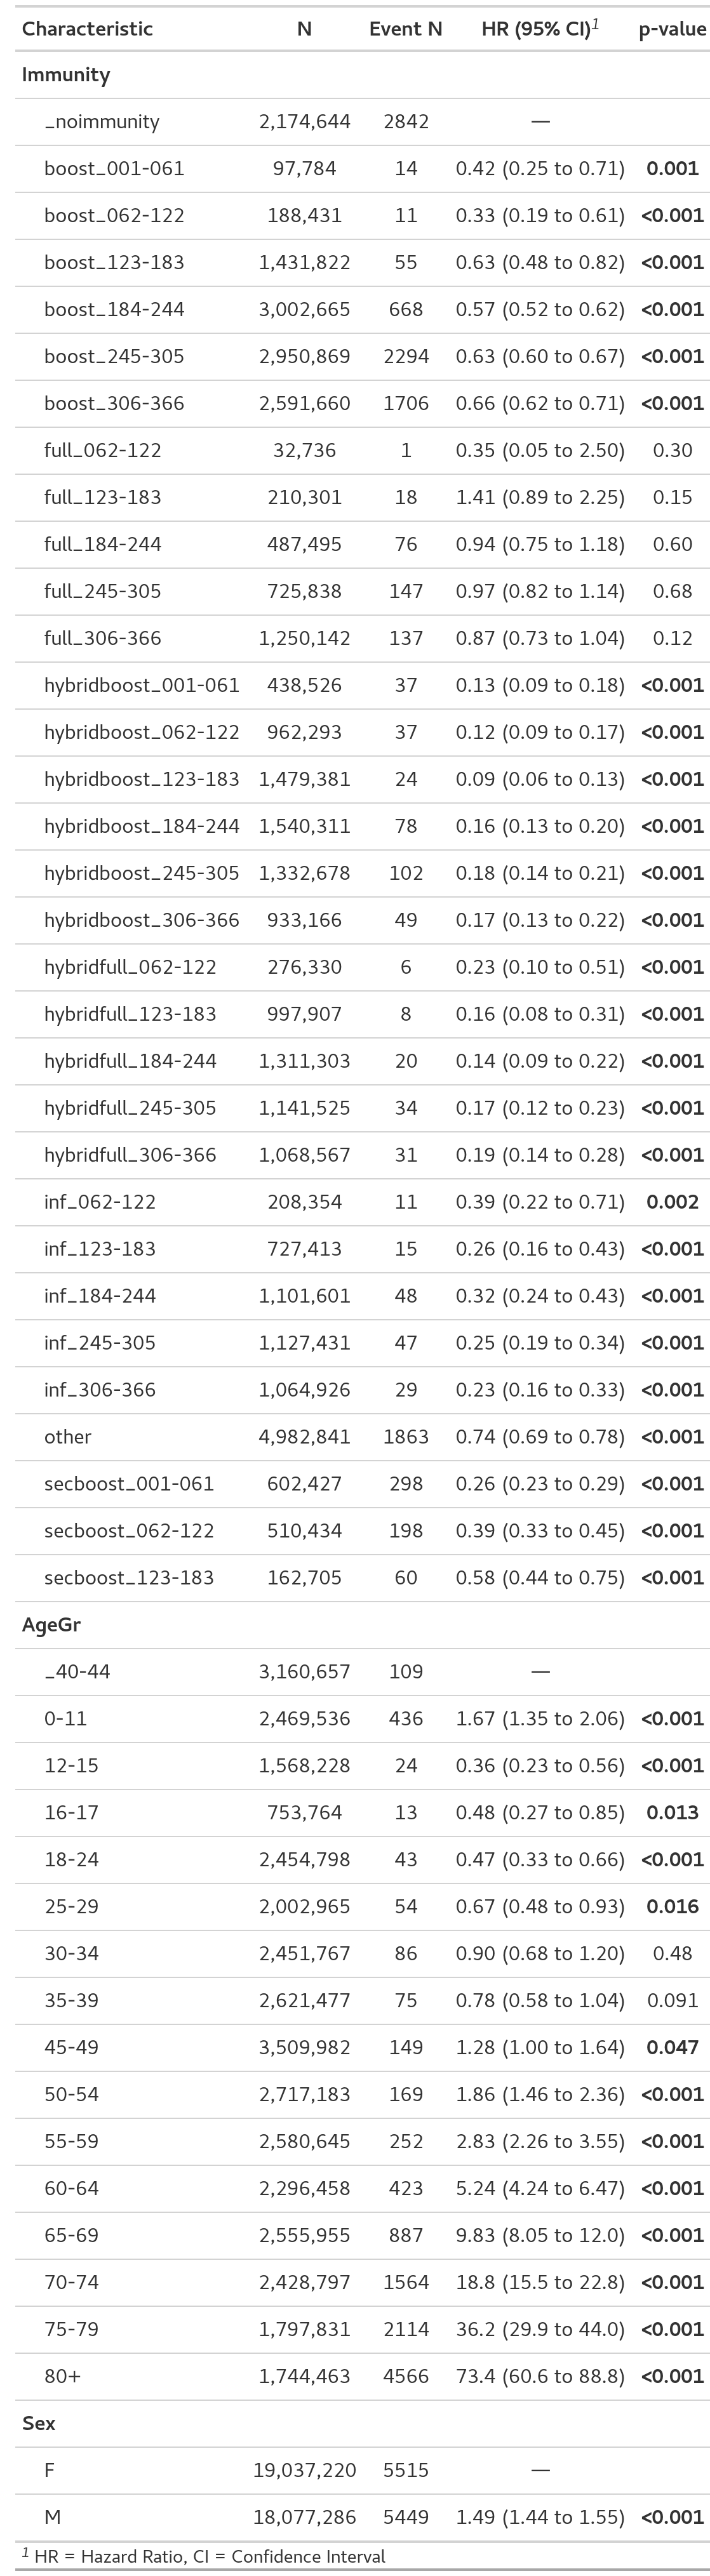 Characteristic N Event N HR (95% CI)1 p-value
Immunity
_noimmunity 2,174,644 2842 —
boost_001-061 97,784 14 0.42 (0.25 to 0.71) 0.001
boost_062-122 188,431 11 0.33 (0.19 to 0.61) <0.001
boost_123-183 1,431,822 55 0.63 (0.48 to 0.82) <0.001
boost_184-244 3,002,665 668 0.57 (0.52 to 0.62) <0.001
boost_245-305 2,950,869 2294 0.63 (0.60 to 0.67) <0.001
boost_306-366 2,591,660 1706 0.66 (0.62 to 0.71) <0.001
full_062-122 32,736 1 0.35 (0.05 to 2.50) 0.30
full_123-183 210,301 18 1.41 (0.89 to 2.25) 0.15
full_184-244 487,495 76 0.94 (0.75 to 1.18) 0.60
full_245-305 725,838 147 0.97 (0.82 to 1.14) 0.68
full_306-366 1,250,142 137 0.87 (0.73 to 1.04) 0.12
hybridboost_001-061 438,526 37 0.13 (0.09 to 0.18) <0.001
hybridboost_062-122 962,293 37 0.12 (0.09 to 0.17) <0.001
hybridboost_123-183 1,479,381 24 0.09 (0.06 to 0.13) <0.001
hybridboost_184-244 1,540,311 78 0.16 (0.13 to 0.20) <0.001
hybridboost_245-305 1,332,678 102 0.18 (0.14 to 0.21) <0.001
hybridboost_306-366 933,166 49 0.17 (0.13 to 0.22) <0.001
hybridfull_062-122 276,330 6 0.23 (0.10 to 0.51) <0.001
hybridfull_123-183 997,907 8 0.16 (0.08 to 0.31) <0.001
hybridfull_184-244 1,311,303 20 0.14 (0.09 to 0.22) <0.001
hybridfull_245-305 1,141,525 34 0.17 (0.12 to 0.23) <0.001
hybridfull_306-366 1,068,567 31 0.19 (0.14 to 0.28) <0.001
inf_062-122 208,354 11 0.39 (0.22 to 0.71) 0.002
inf_123-183 727,413 15 0.26 (0.16 to 0.43) <0.001
inf_184-244 1,101,601 48 0.32 (0.24 to 0.43) <0.001
inf_245-305 1,127,431 47 0.25 (0.19 to 0.34) <0.001
inf_306-366 1,064,926 29 0.23 (0.16 to 0.33) <0.001
other 4,982,841 1863 0.74 (0.69 to 0.78) <0.001
secboost_001-061 602,427 298 0.26 (0.23 to 0.29) <0.001
secboost_062-122 510,434 198 0.39 (0.33 to 0.45) <0.001
secboost_123-183 162,705 60 0.58 (0.44 to 0.75) <0.001
AgeGr
_40-44 3,160,657 109 —
0-11 2,469,536 436 1.67 (1.35 to 2.06) <0.001
12-15 1,568,228 24 0.36 (0.23 to 0.56) <0.001
16-17 753,764 13 0.48 (0.27 to 0.85) 0.013
18-24 2,454,798 43 0.47 (0.33 to 0.66) <0.001
25-29 2,002,965 54 0.67 (0.48 to 0.93) 0.016
30-34 2,451,767 86 0.90 (0.68 to 1.20) 0.48
35-39 2,621,477 75 0.78 (0.58 to 1.04) 0.091
45-49 3,509,982 149 1.28 (1.00 to 1.64) 0.047
50-54 2,717,183 169 1.86 (1.46 to 2.36) <0.001
55-59 2,580,645 252 2.83 (2.26 to 3.55) <0.001
60-64 2,296,458 423 5.24 (4.24 to 6.47) <0.001
65-69 2,555,955 887 9.83 (8.05 to 12.0) <0.001
70-74 2,428,797 1564 18.8 (15.5 to 22.8) <0.001
75-79 1,797,831 2114 36.2 (29.9 to 44.0) <0.001
80+ 1,744,463 4566 73.4 (60.6 to 88.8) <0.001
Sex
F 19,037,220 5515 —
M 18,077,286 5449 1.49 (1.44 to 1.55) <0.001
1 HR = Hazard Ratio, CI = Confidence Interval